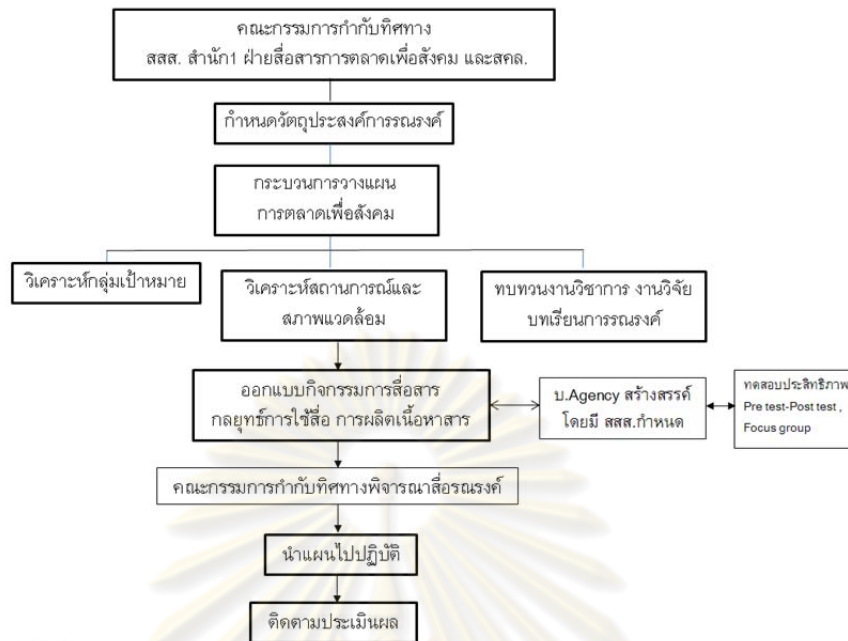 คณะกรรมการกำกับทิศทาง
สสส. สำนัก1 ฝ่ายสื่อสารการตลาดเพื่อสังคม และสคล.
กำหนดวัตถุประสงค์การรณรงค์
กระบวนการวางแผน
การตลาดเพื่อสังคม
วิเคราะห์กลุ่มเป้าหมาย
วิเคราะห์สถานการณ์และ
สภาพแวดล้อม
ทบทวนงานวิชาการ งานวิจัย
บทเรียนการรณรงค์
ออกแบบกิจกรรมการสื่อสาร
กลยุทธ์การใช้สื่อ การผลิตเนื้อหาสาร
บ.Agency สร้างสรรค์
โดยมี สสส.กำหนด
ทดสอบประสิทธิภาพ
Pre test-Post test ,
Focus group
คณะกรรมการกำกับทิศทางพิจารณาสื่อรณรงค์
นำแผนไปปฏิบัติ
ติดตามประเมินผล